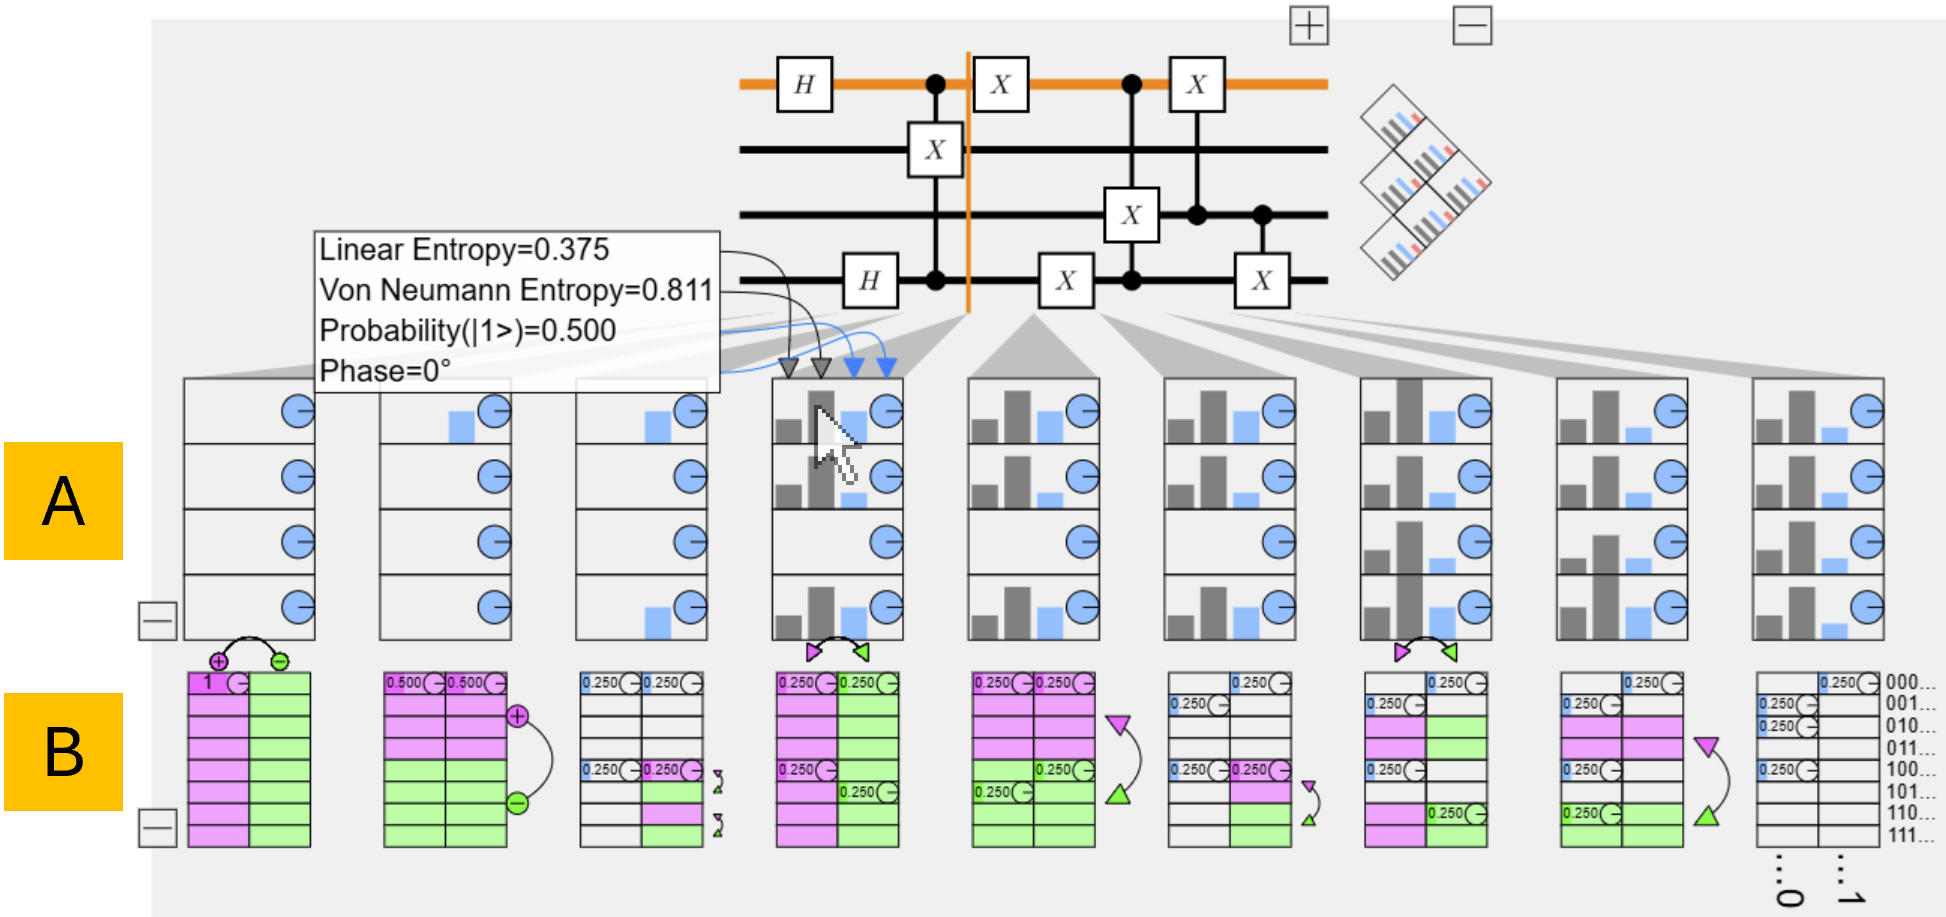 H X X
X
X
H X X
Linear Entropy=0.375
Von Neumann Entropy=0.811
Probability(|1>)=0.500
Phase=0°
A
B
1 0.500 0.500 0.250 0.250 0.250 0.250 0.250 0.250 0.250 0.250 0.250 0.250 000...
0.250 0.250 0.250 0.250 001...
0.250 010...
011...
0.250 0.250 0.250 0.250 0.250 0.250 0.250 0.250 0.250 100...
0.250 0.250 101...
0.250 0.250 110...
111...
...0 ...1